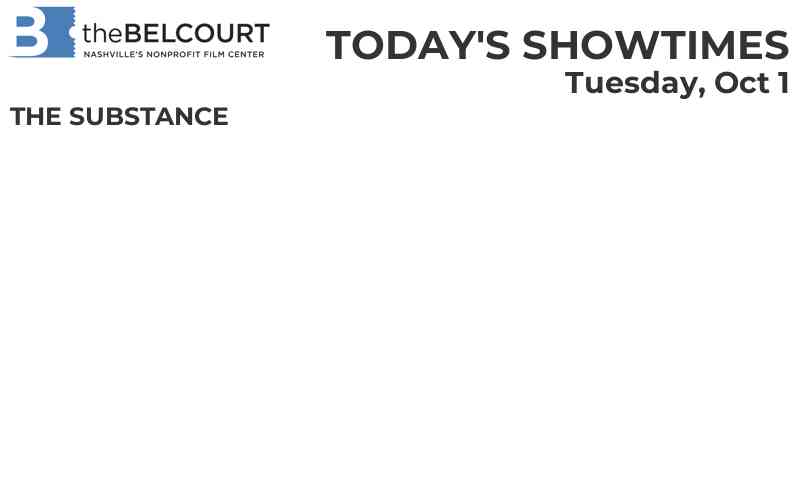 theBELCOURT
NASHVILLE'S NONPROFIT FILM CENTER
TODAY'S SHOWTIMES
Tuesday, Oct 1
THE SUBSTANCE